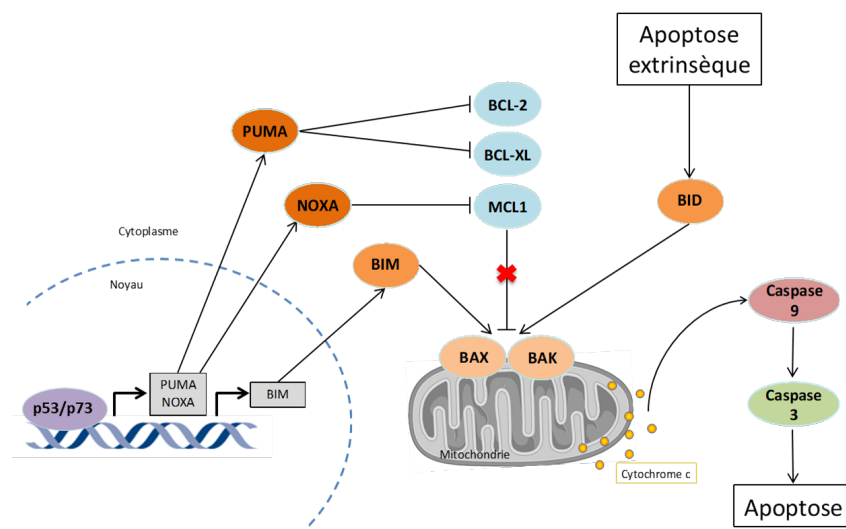 Apoptose
extrinsèque
BCL-2
PUMA
BCL-XL
NOXA
MCL1
BID
Cytoplasme
BIM
Noyau
Caspase
9
BAX
BAK
PUMA
NOXA
BIM
p53/p73
Caspase
3
Mitochondrie
Cytochrome c
Apoptose